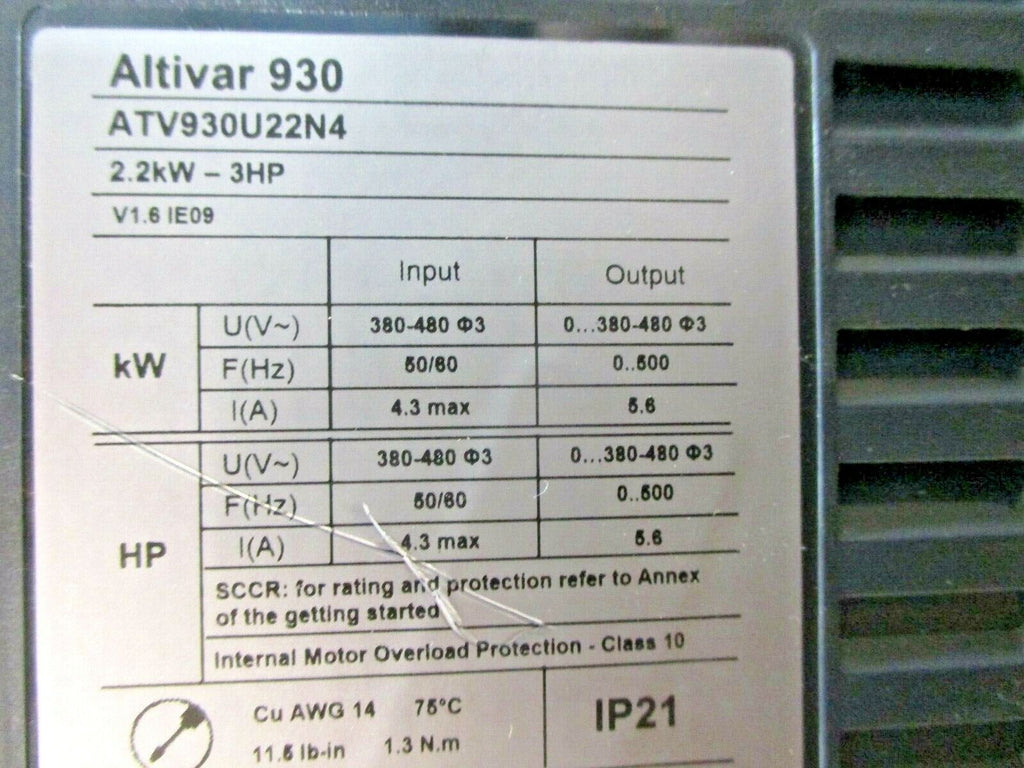 Altivar 930
ATV930U22N4
2.2kW – 3HP
V1.6 IE09
Input Output
kW
U(V~) 380-480 Φ3 0...380-480 Φ3
F(Hz) 50/60 0..500
I(A) 4.3 max 5.6
HP
U(V~) 380-480 Φ3 0...380-480 Φ3
F(Hz) 50/60 0..500
I(A) 4.3 max 5.6
SCCR: for rating and protection refer to Annex
of the getting started
Internal Motor Overload Protection - Class 10
Cu AWG 14 75°C IP21
11.5 lb-in 1.3 N.m